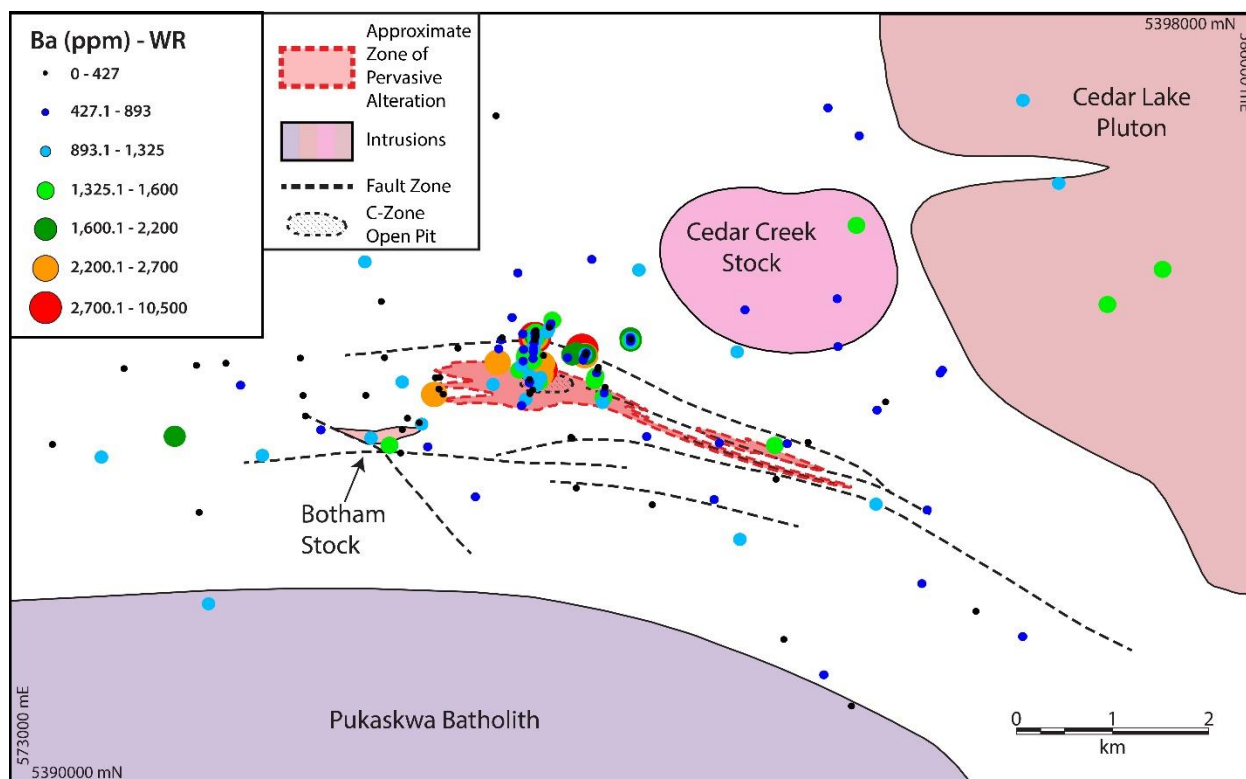 Ba (ppm) - WR
0 - 427
427.1 - 893
893.1 - 1,325
1,325.1 - 1,600
1,600.1 - 2,200
2,200.1 - 2,700
2,700.1 - 10,500
Approximate
Zone of
Pervasive
Alteration
Intrusions
Fault Zone
C-Zone
Open Pit
5398000 mN
580000 mE
Cedar Lake
Pluton
Cedar Creek
Stock
Botham
Stock
Pukaskwa Batholith
573000 mE
5390000 mN
0 1 2
km